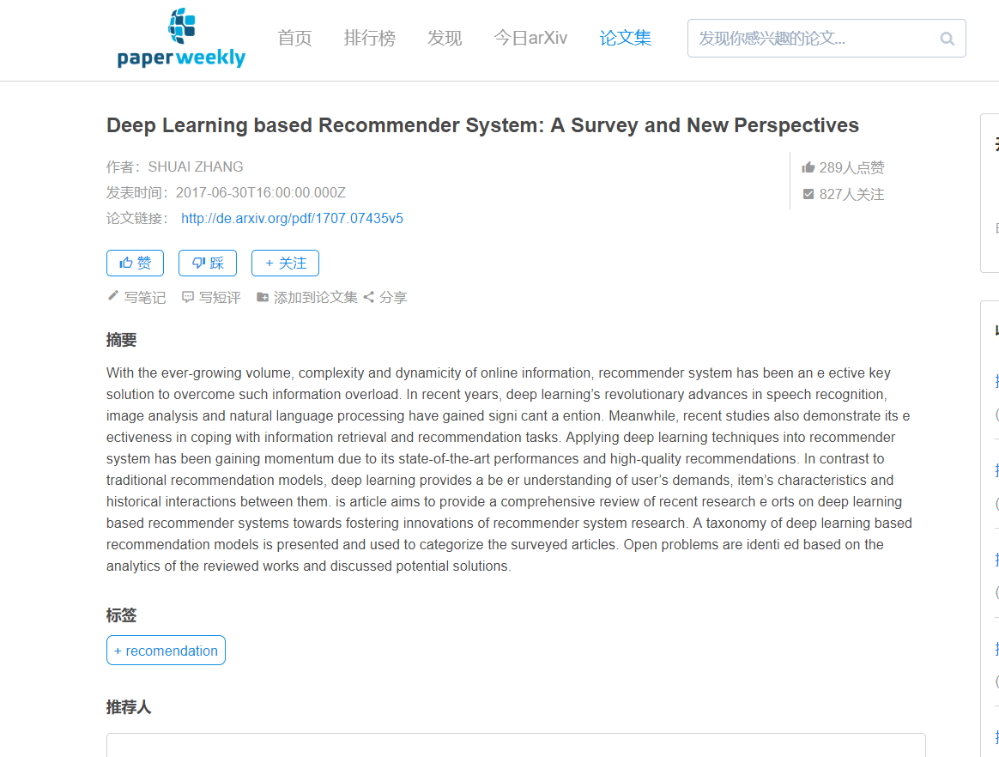 首页 排行榜 发现 今日arXiv 论文集 发现你感兴趣的论文...
paperweekly
Deep Learning based Recommender System: A Survey and New Perspectives
作者：SHUAI ZHANG
289人点赞
发表时间：2017-06-30T16:00:00.000Z
827人关注
论文链接： http://de.arxiv.org/pdf/1707.07435v5
赞 踩 + 关注
写笔记 写短评 添加到论文集 分享
摘要
With the ever-growing volume, complexity and dynamicity of online information, recommender system has been an e ective key
solution to overcome such information overload. In recent years, deep learning’s revolutionary advances in speech recognition,
image analysis and natural language processing have gained signi cant a ention. Meanwhile, recent studies also demonstrate its e
ectiveness in coping with information retrieval and recommendation tasks. Applying deep learning techniques into recommender
system has been gaining momentum due to its state-of-the-art performances and high-quality recommendations. In contrast to
traditional recommendation models, deep learning provides a be er understanding of user’s demands, item’s characteristics and
historical interactions between them. is article aims to provide a comprehensive review of recent research e orts on deep learning
based recommender systems towards fostering innovations of recommender system research. A taxonomy of deep learning based
recommendation models is presented and used to categorize the surveyed articles. Open problems are identi ed based on the
analytics of the reviewed works and discussed potential solutions.
标签
+ recomendation
推荐人